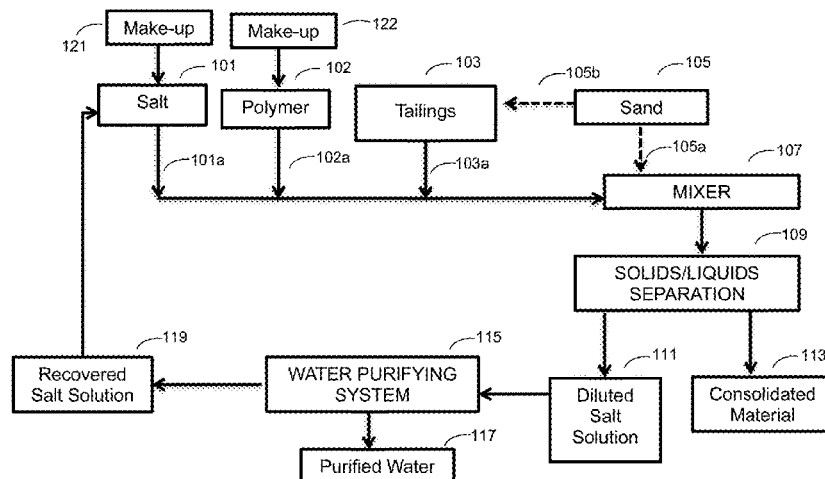 Make-up
121
Make-up
122
101
Salt
102
Polymer
103
Tailings
105b
105
Sand
101a
102a
103a
105a
107
MIXER
109
SOLIDS/LIQUIDS
SEPARATION
119
Recovered
Salt Solution
115
WATER PURIFYING
SYSTEM
111
Diluted
Salt
Solution
113
Consolidated
Material
117
Purified Water